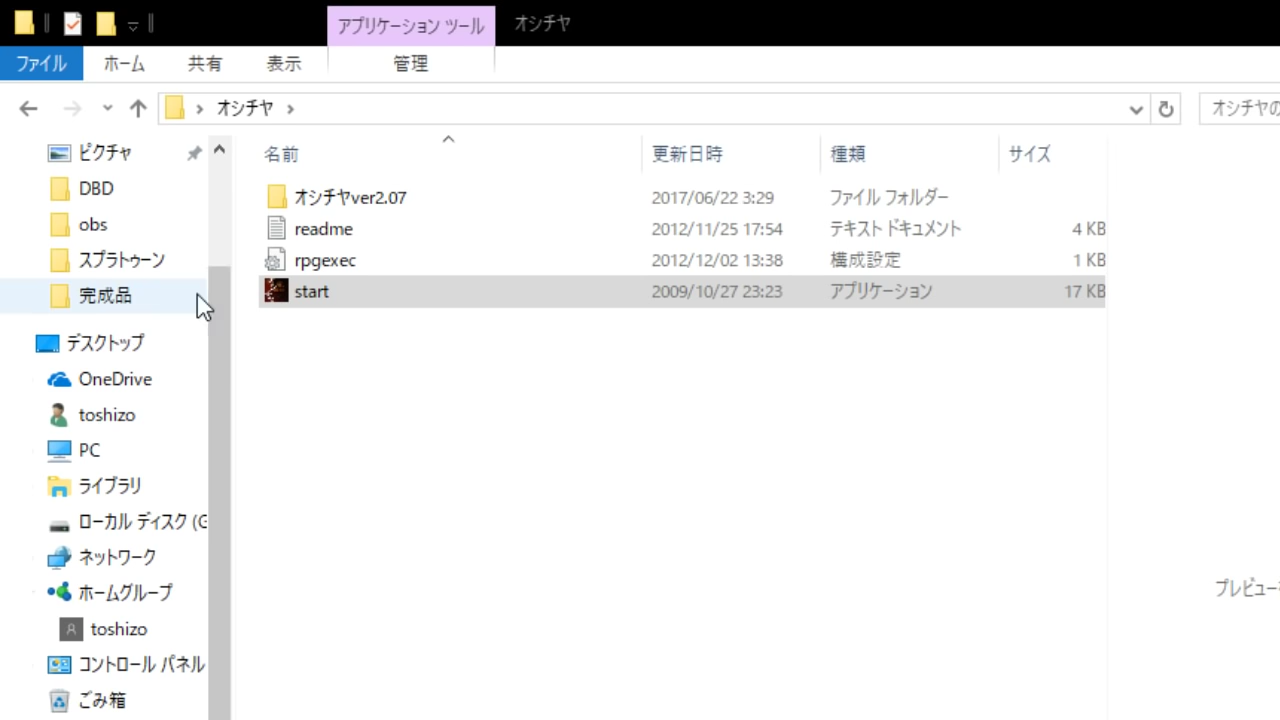 アプリケーション ツール
オシチヤ
ファイル
ホーム
共有
表示
管理
オシチヤ
オシチヤの
ピクチャ
DBD
obs
スプラトゥーン
完成品
デスクトップ
OneDrive
toshizo
PC
ライブラリ
ローカル ディスク (G
ネットワーク
ホームグループ
toshizo
コントロール パネル
ごみ箱
名前 更新日時 種類 サイズ
オシチヤver2.07 2017/06/22 3:29 ファイル フォルダー
readme 2012/11/25 17:54 テキスト ドキュメント 4 KB
rpgexec 2012/12/02 13:38 構成設定 1 KB
start 2009/10/27 23:23 アプリケーション 17 KB
プレビュー